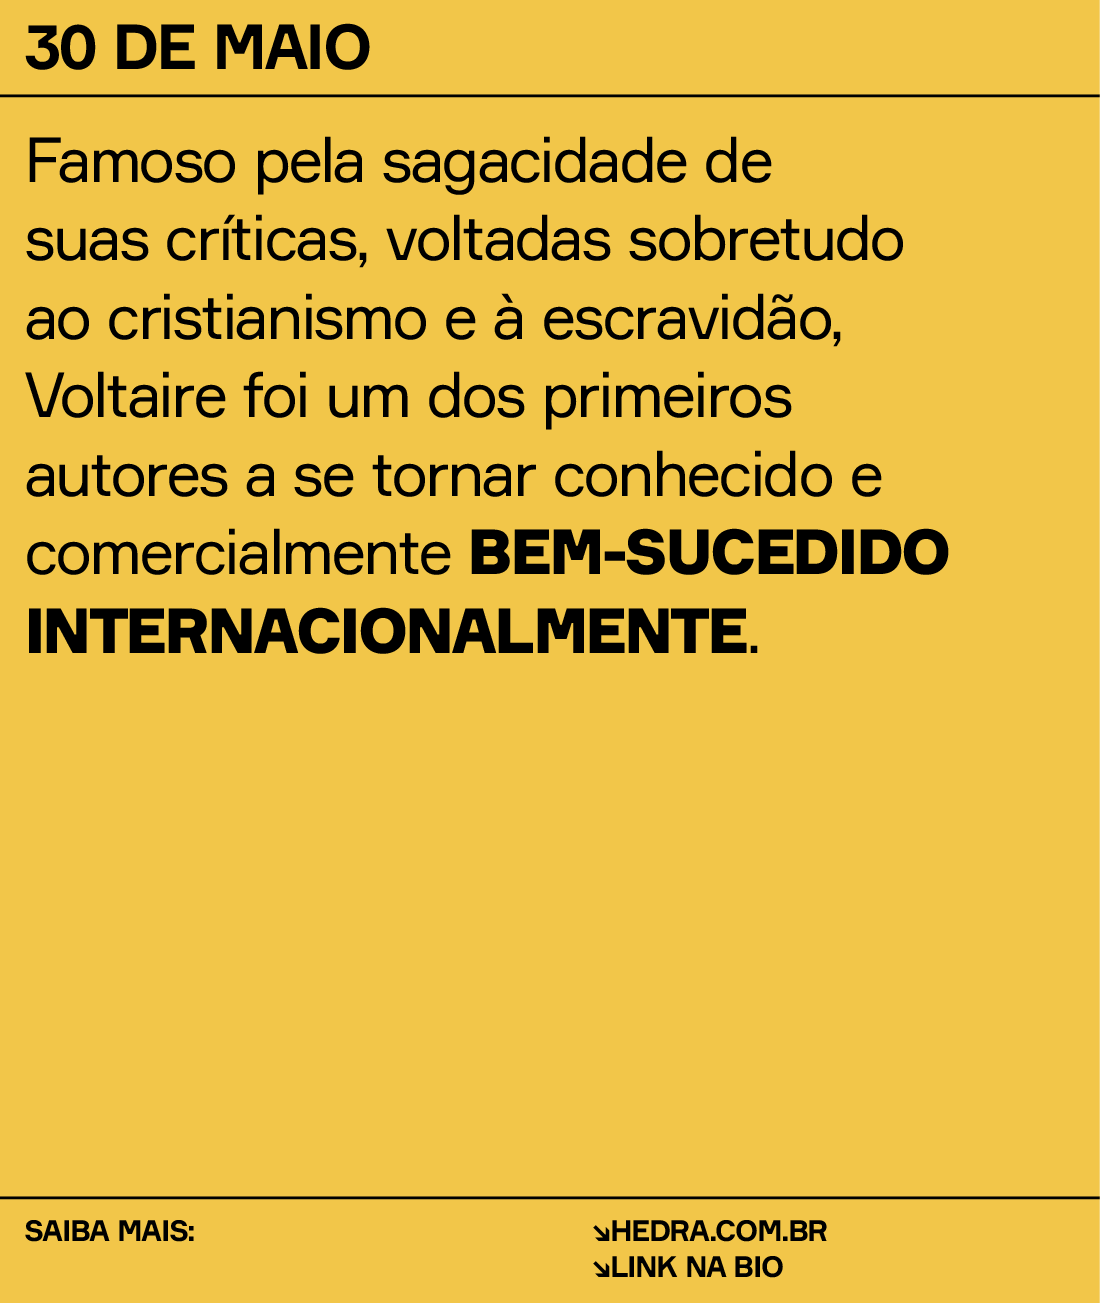 30 DE MAIO
Famoso pela sagacidade de
suas críticas, voltadas sobretudo
ao cristianismo e à escravidão,
Voltaire foi um dos primeiros
autores a se tornar conhecido e
comercialmente BEM-SUCEDIDO
INTERNACIONALMENTE.
SAIBA MAIS:
↘HEDRA.COM.BR
↘LINK NA BIO